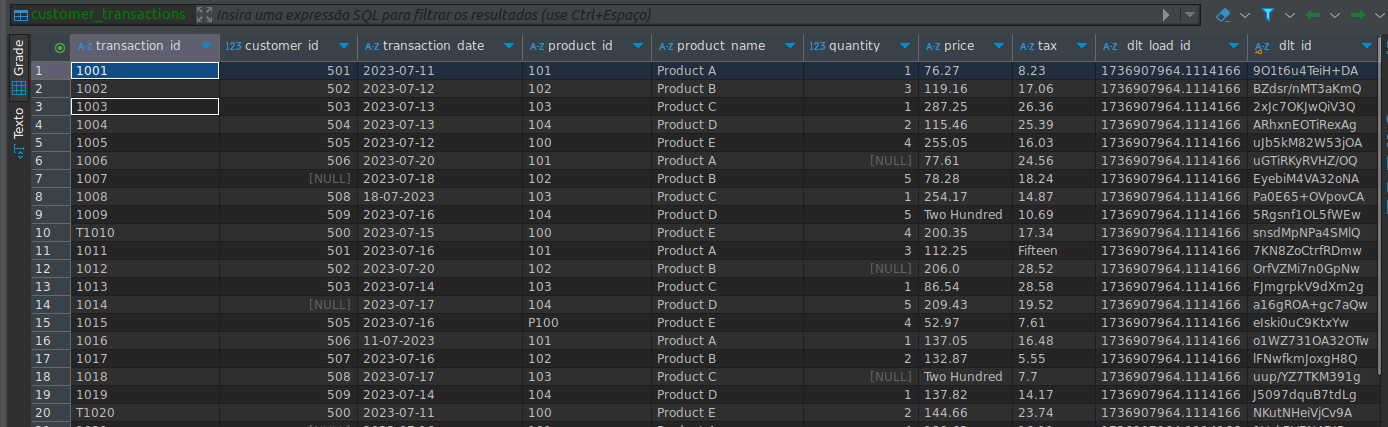 customer_transactions Insira uma expressão SQL para filtrar os resultados (use Ctrl+Espaço)
Grade
Texto
A-Z transaction_id 123 customer_id A-Z transaction_date A-Z product_id A-Z product_name 123 quantity A-Z price A-Z tax A-Z dlt_load_id A-Z dlt_id
1 1001 501 2023-07-11 101 Product A 1 76.27 8.23 1736907964.1114166 9O1t6u4TeiH+DA
2 1002 502 2023-07-12 102 Product B 3 119.16 17.06 1736907964.1114166 BZdsr/nMT3aKmQ
3 1003 503 2023-07-13 103 Product C 1 287.25 26.36 1736907964.1114166 2xJc7OKJwQiV3Q
4 1004 504 2023-07-13 104 Product D 2 115.46 25.39 1736907964.1114166 ARhxnEOTiRexAg
5 1005 505 2023-07-12 100 Product E 4 255.05 16.03 1736907964.1114166 uJb5kM82W53jOA
6 1006 506 2023-07-20 101 Product A [NULL] 77.61 24.56 1736907964.1114166 uGTiRKyRVHZ/OQ
7 1007 [NULL] 2023-07-18 102 Product B 5 78.28 18.24 1736907964.1114166 EyebiM4VA32oNA
8 1008 508 18-07-2023 103 Product C 1 254.17 14.87 1736907964.1114166 Pa0E65+OVpovCA
9 1009 509 2023-07-16 104 Product D 5 Two Hundred 10.69 1736907964.1114166 5Rgsnf1OL5fWEw
10 T1010 500 2023-07-15 100 Product E 4 200.35 17.34 1736907964.1114166 snsdMpNPa4SMlQ
11 1011 501 2023-07-16 101 Product A 3 112.25 Fifteen 1736907964.1114166 7KN8ZoCtrfRDmw
12 1012 502 2023-07-20 102 Product B [NULL] 206.0 28.52 1736907964.1114166 OrfVZMi7n0GpNw
13 1013 503 2023-07-14 103 Product C 1 86.54 28.58 1736907964.1114166 FJmgrpkV9dXm2g
14 1014 [NULL] 2023-07-17 104 Product D 5 209.43 19.52 1736907964.1114166 a16gROA+gc7aQw
15 1015 505 2023-07-16 P100 Product E 4 52.97 7.61 1736907964.1114166 eIski0uC9KtxYw
16 1016 506 11-07-2023 101 Product A 1 137.05 16.48 1736907964.1114166 o1WZ731OA32OTw
17 1017 507 2023-07-16 102 Product B 2 132.87 5.55 1736907964.1114166 lFNwfkmJoxgH8Q
18 1018 508 2023-07-17 103 Product C [NULL] Two Hundred 7.7 1736907964.1114166 uup/YZ7TKM391g
19 1019 509 2023-07-14 104 Product D 1 137.82 14.17 1736907964.1114166 J5097dquB7tdLg
20 T1020 500 2023-07-11 100 Product E 2 144.66 23.74 1736907964.1114166 NKutNHeiVjCv9A